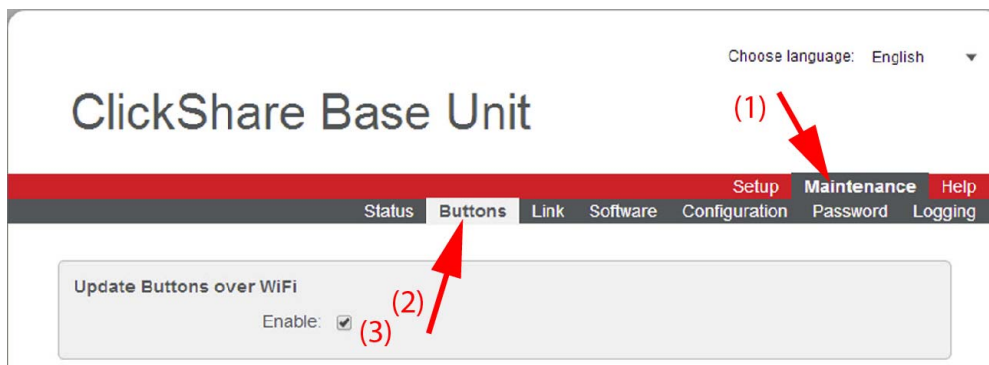 Choose language: English
ClickShare Base Unit
(1)
Setup Maintenance Help
Status Buttons Link Software Configuration Password Logging
Update Buttons over WiFi
(2)
Enable: (3)